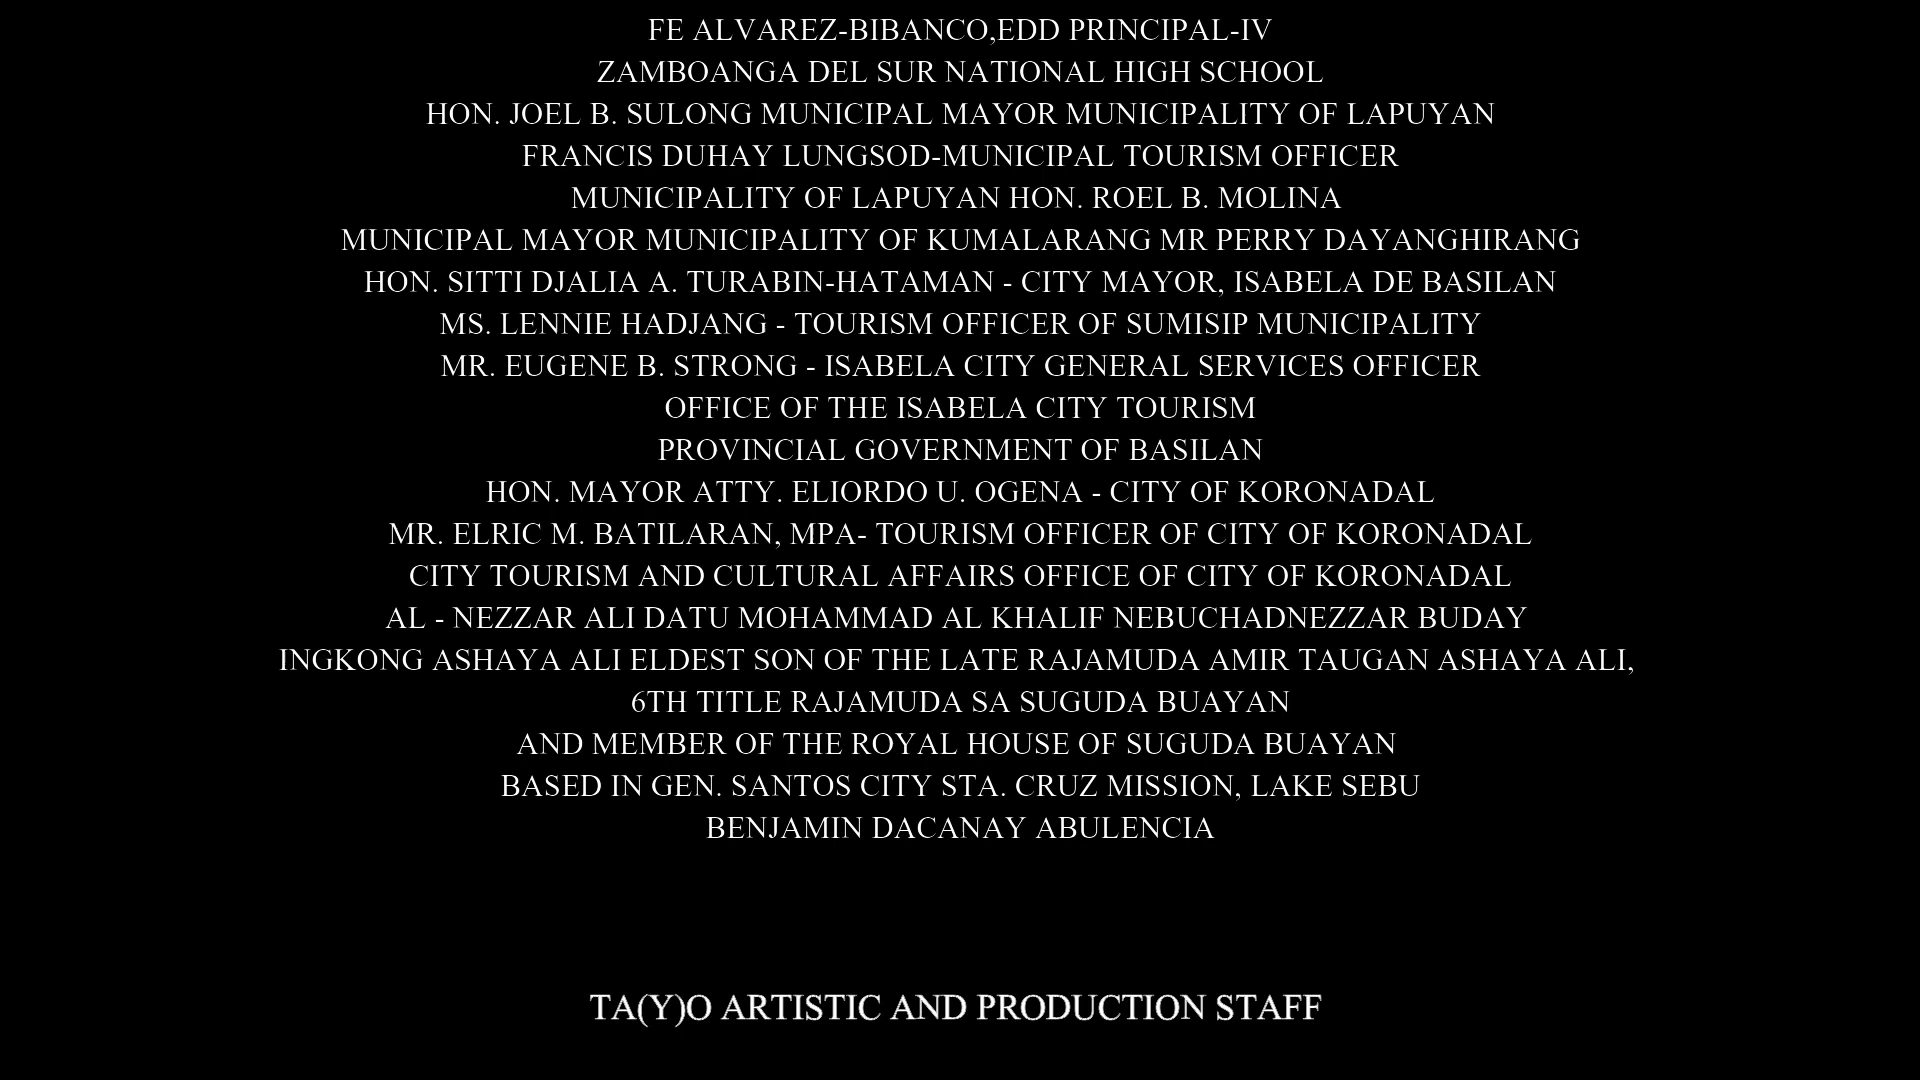 FE ALVAREZ-BIBANCO,EDD PRINCIPAL-IV
ZAMBOANGA DEL SUR NATIONAL HIGH SCHOOL
HON. JOEL B. SULONG MUNICIPAL MAYOR MUNICIPALITY OF LAPUYAN
FRANCIS DUHAY LUNGSOD-MUNICIPAL TOURISM OFFICER
MUNICIPALITY OF LAPUYAN HON. ROEL B. MOLINA
MUNICIPAL MAYOR MUNICIPALITY OF KUMALARANG MR PERRY DAYANGHIRANG
HON. SITTI DJALIA A. TURABIN-HATAMAN - CITY MAYOR, ISABELA DE BASILAN
MS. LENNIE HADJANG - TOURISM OFFICER OF SUMISIP MUNICIPALITY
MR. EUGENE B. STRONG - ISABELA CITY GENERAL SERVICES OFFICER
OFFICE OF THE ISABELA CITY TOURISM
PROVINCIAL GOVERNMENT OF BASILAN
HON. MAYOR ATTY. ELIORDO U. OGENA - CITY OF KORONADAL
MR. ELRIC M. BATILARAN, MPA- TOURISM OFFICER OF CITY OF KORONADAL
CITY TOURISM AND CULTURAL AFFAIRS OFFICE OF CITY OF KORONADAL
AL - NEZZAR ALI DATU MOHAMMAD AL KHALIF NEBUCHADNEZZAR BUDAY
INGKONG ASHAYA ALI ELDEST SON OF THE LATE RAJAMUDA AMIR TAUGAN ASHAYA ALI,
6TH TITLE RAJAMUDA SA SUGUDA BUAYAN
AND MEMBER OF THE ROYAL HOUSE OF SUGUDA BUAYAN
BASED IN GEN. SANTOS CITY STA. CRUZ MISSION, LAKE SEBU
BENJAMIN DACANAY ABULENCIA
TA(Y)O ARTISTIC AND PRODUCTION STAFF